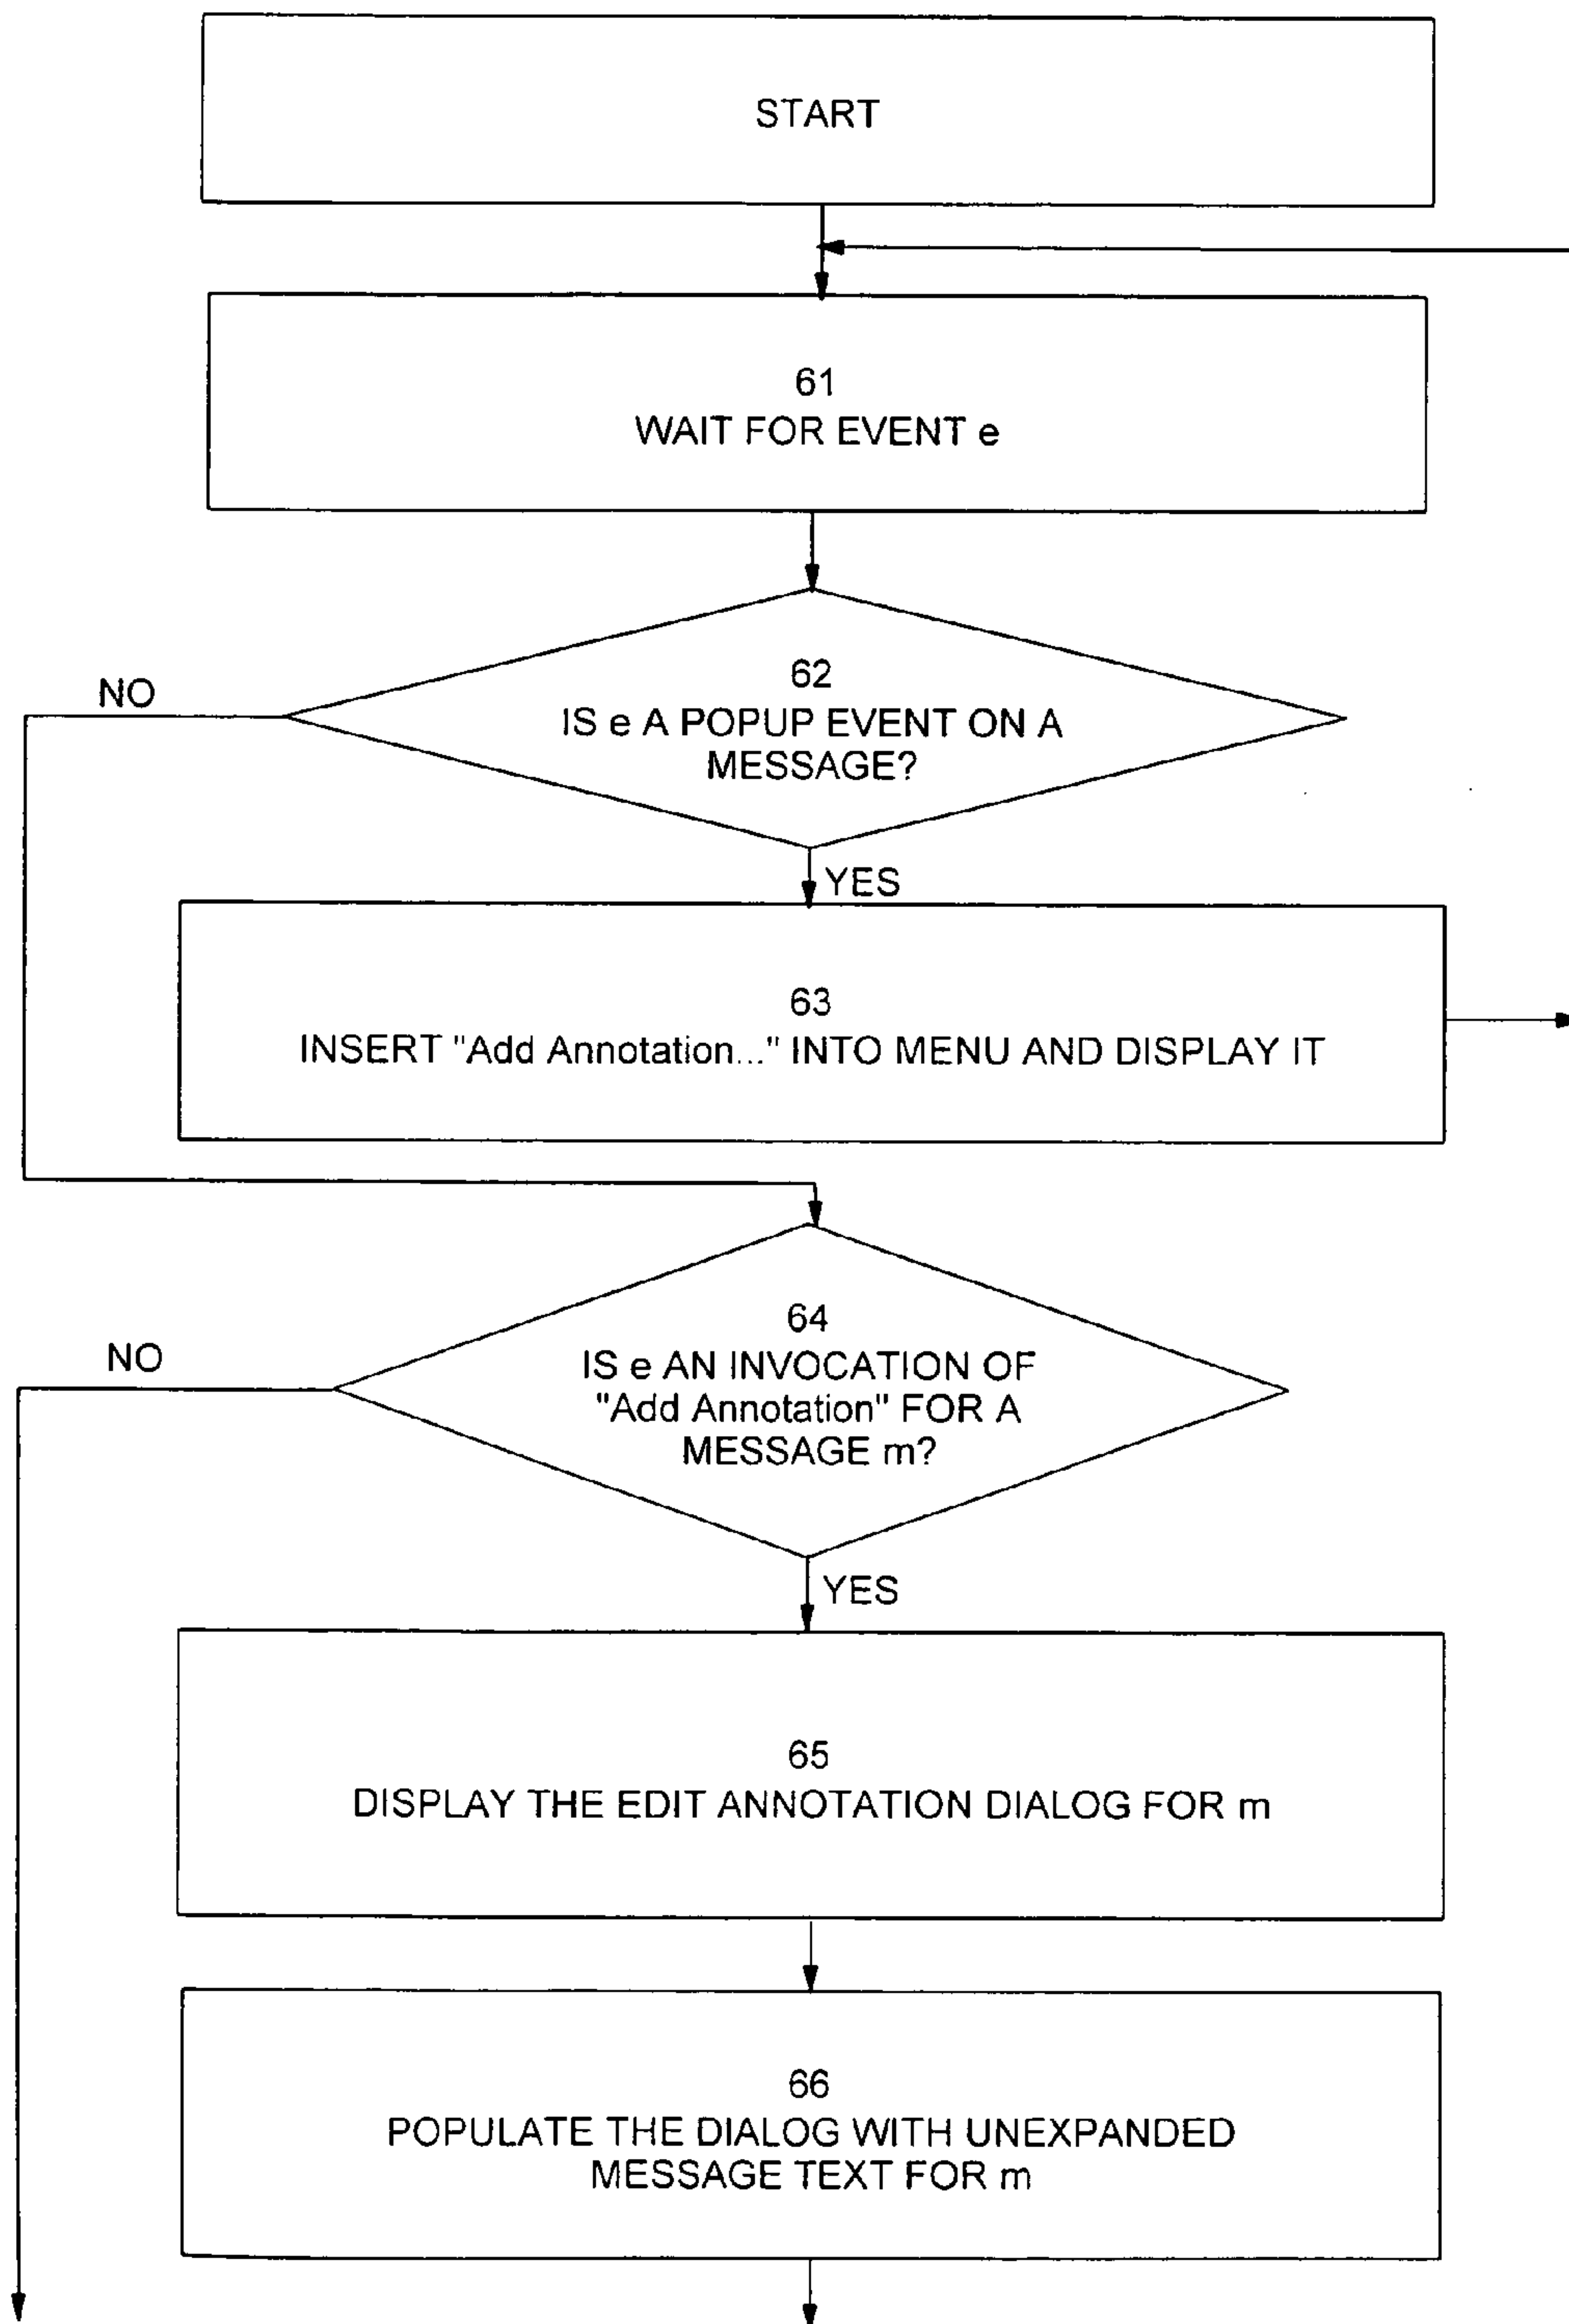 START
61
WAIT FOR EVENT e
62
IS e A POPUP EVENT ON A
MESSAGE?
NO
YES
63
INSERT "Add Annotation..." INTO MENU AND DISPLAY IT
64
IS e AN INVOCATION OF
"Add Annotation" FOR A
MESSAGE m?
NO
YES
65
DISPLAY THE EDIT ANNOTATION DIALOG FOR m
66
POPULATE THE DIALOG WITH UNEXPANDED
MESSAGE TEXT FOR m